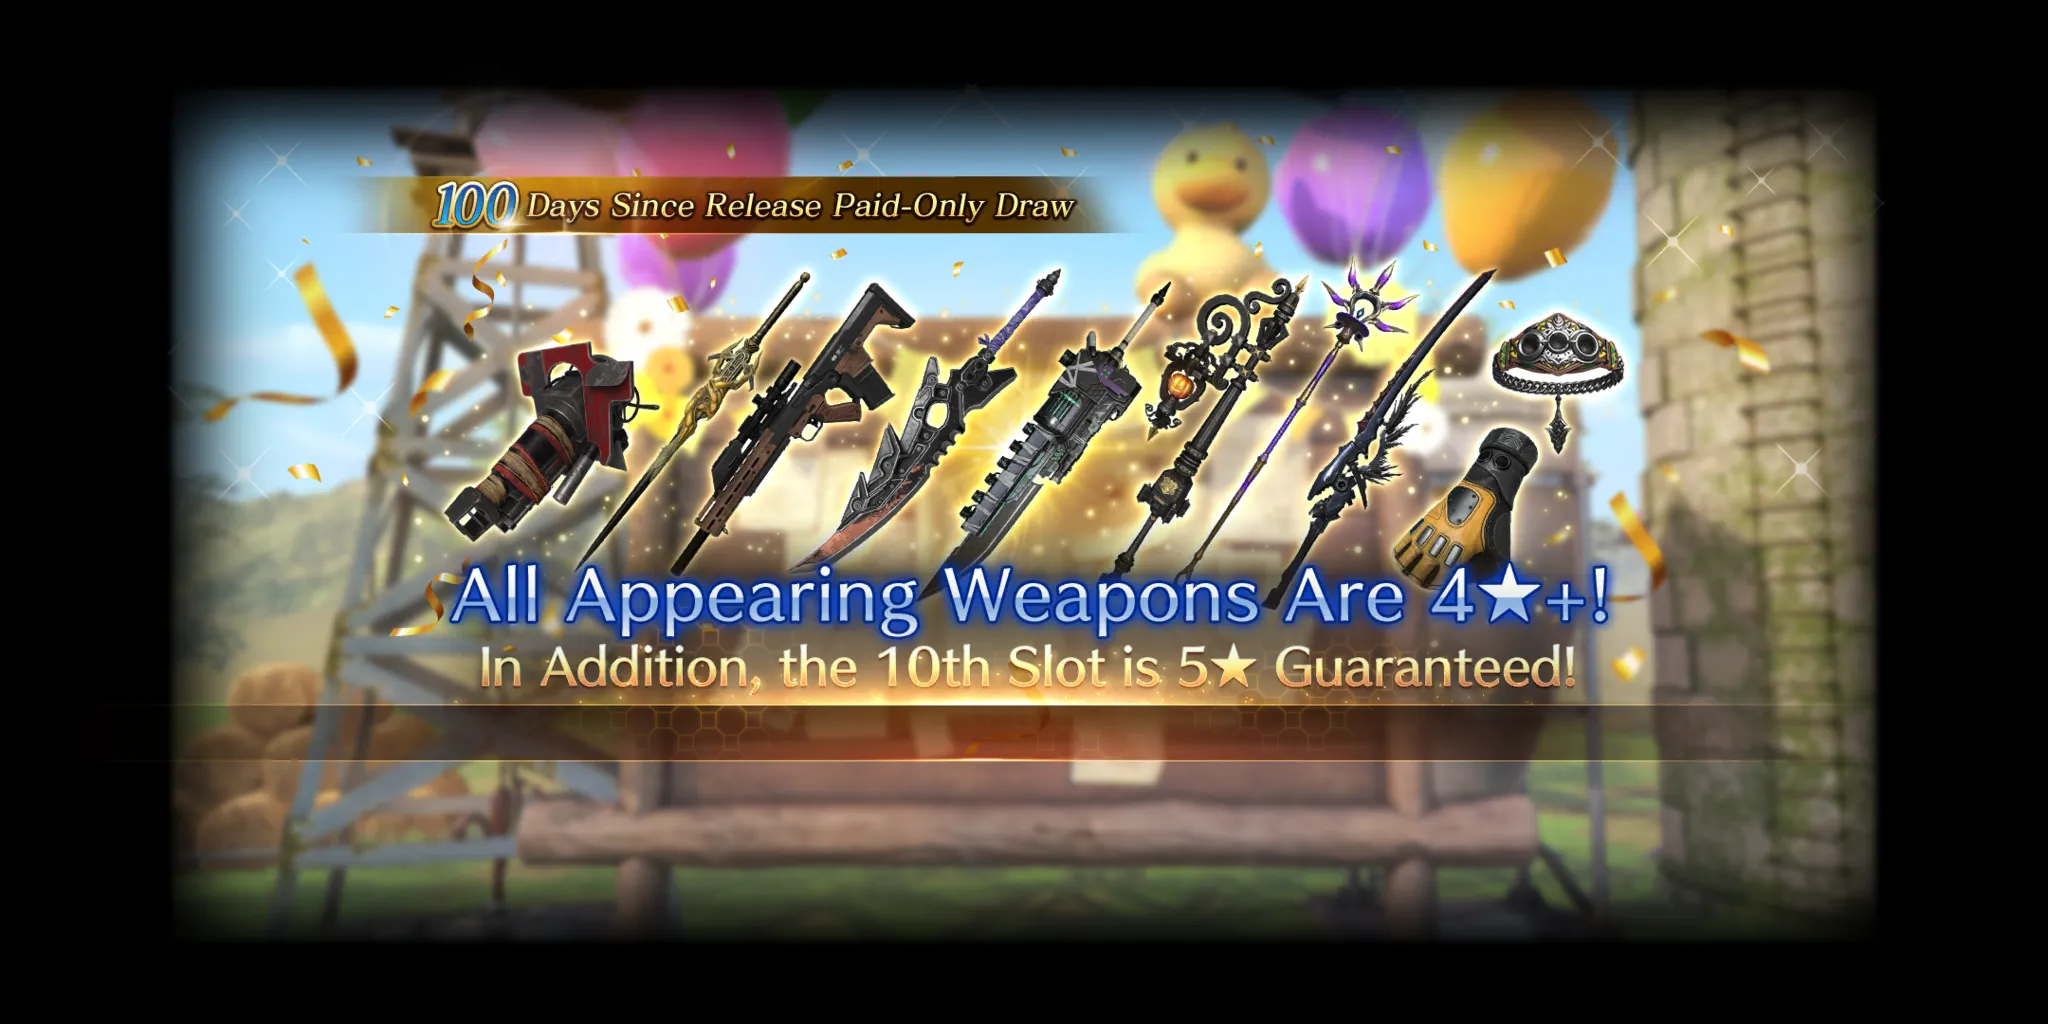 100 Days Since Release Paid-Only Draw
All Appearing Weapons Are 4★+!
In Addition, the 10th Slot is 5★ Guaranteed!